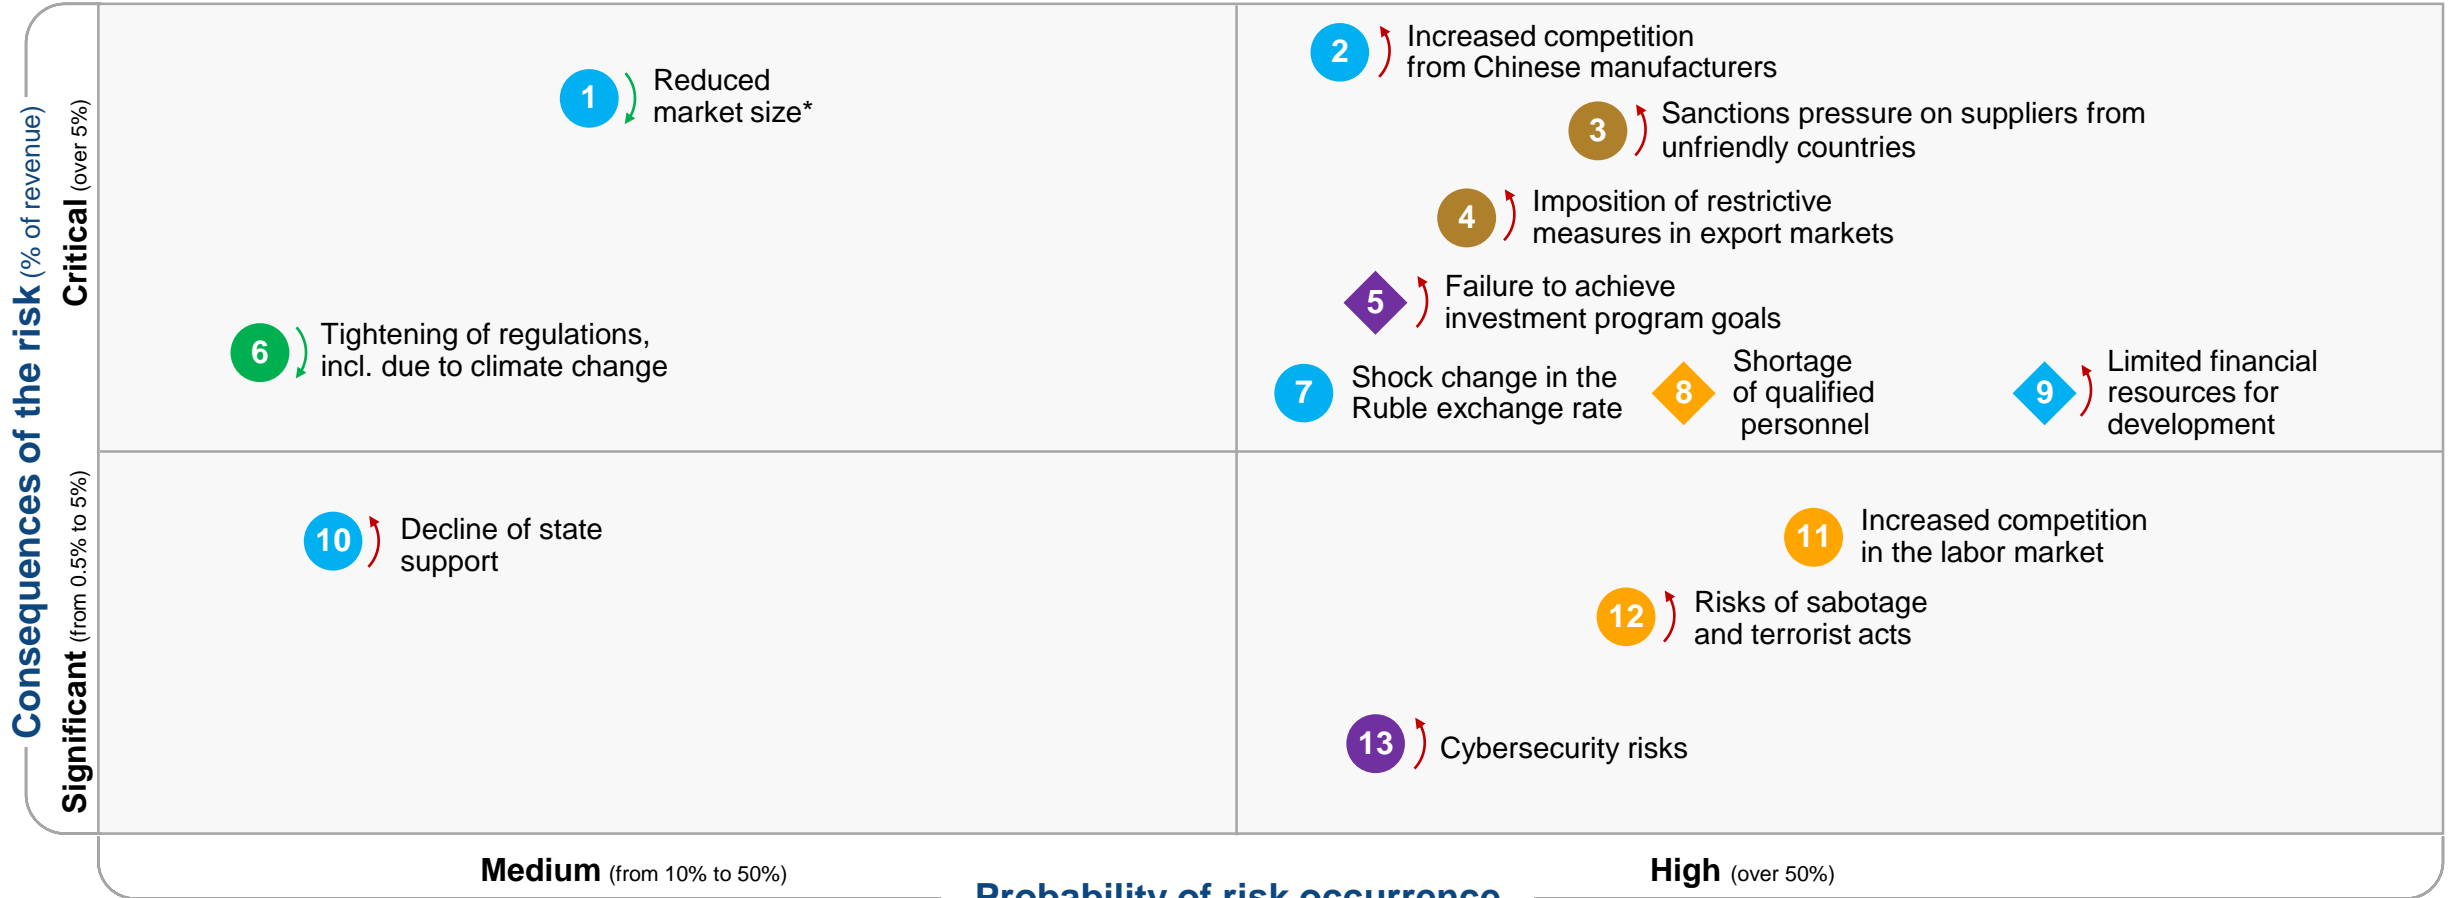 Consequences of the risk (% of revenue)
Critical (over 5%)
Significant (from 0.5% to 5%)
1
Reduced
market size*
2
Increased competition
from Chinese manufacturers
3
Sanctions pressure on suppliers from
unfriendly countries
4
Imposition of restrictive
measures in export markets
5
Failure to achieve
investment program goals
6
Tightening of regulations,
incl. due to climate change
7
Shock change in the
Ruble exchange rate
8
Shortage
of qualified
personnel
9
Limited financial
resources for
development
10
Decline of state
support
11
Increased competition
in the labor market
12
Risks of sabotage
and terrorist acts
13
Cybersecurity risks
Medium (from 10% to 50%)
High (over 50%)
Probability of risk occurrence